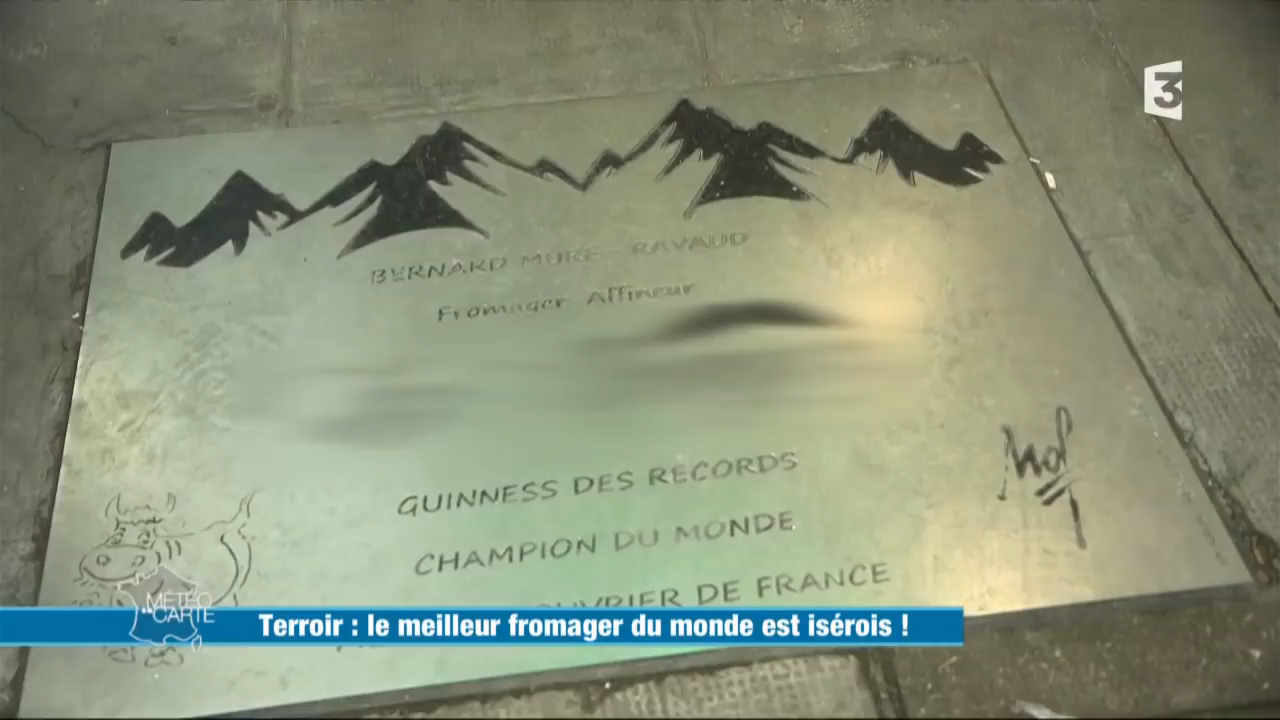 3
BERNARD MURE RAVAUD
Fromager Affineur
GUINNESS DES RECORDS
CHAMPION DU MONDE
OUVRIER DE FRANCE
MÉTÉO
À LA CARTE
Terroir : le meilleur fromager du monde est isérois !